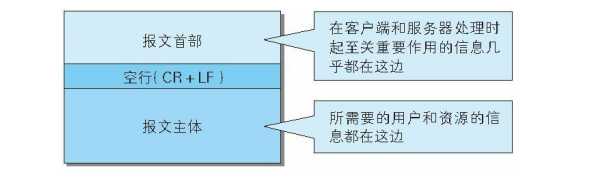 报文首部
在客户端和服务器处理时
起至关重要作用的信息几
乎都在这边
空行(CR+LF)
报文主体
所需要的用户和资源的信
息都在这边